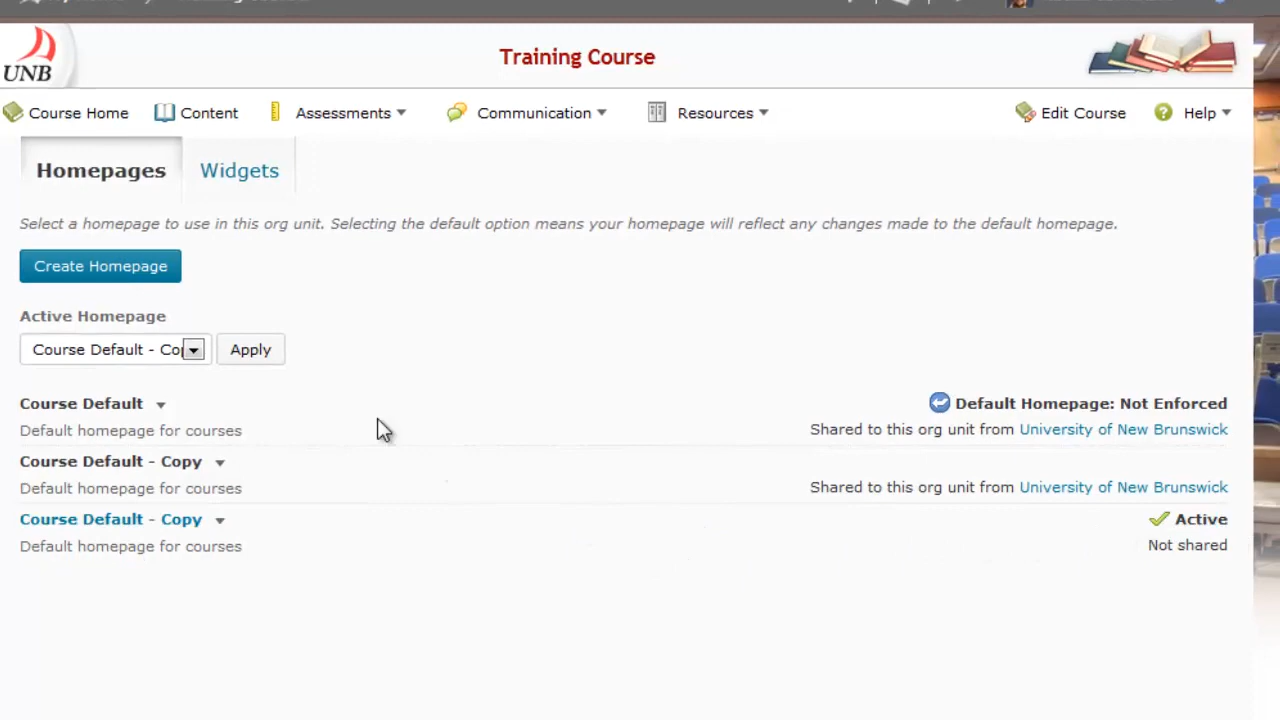 UNB
Training Course
Course Home Content Assessments Communication Resources Edit Course Help
Homepages Widgets
Select a homepage to use in this org unit. Selecting the default option means your homepage will reflect any changes made to the default homepage.
Create Homepage
Active Homepage
Course Default - Co Apply
Course Default Default Homepage: Not Enforced
Default homepage for courses Shared to this org unit from University of New Brunswick
Course Default - Copy
Default homepage for courses Shared to this org unit from University of New Brunswick
Course Default - Copy Active
Default homepage for courses Not shared